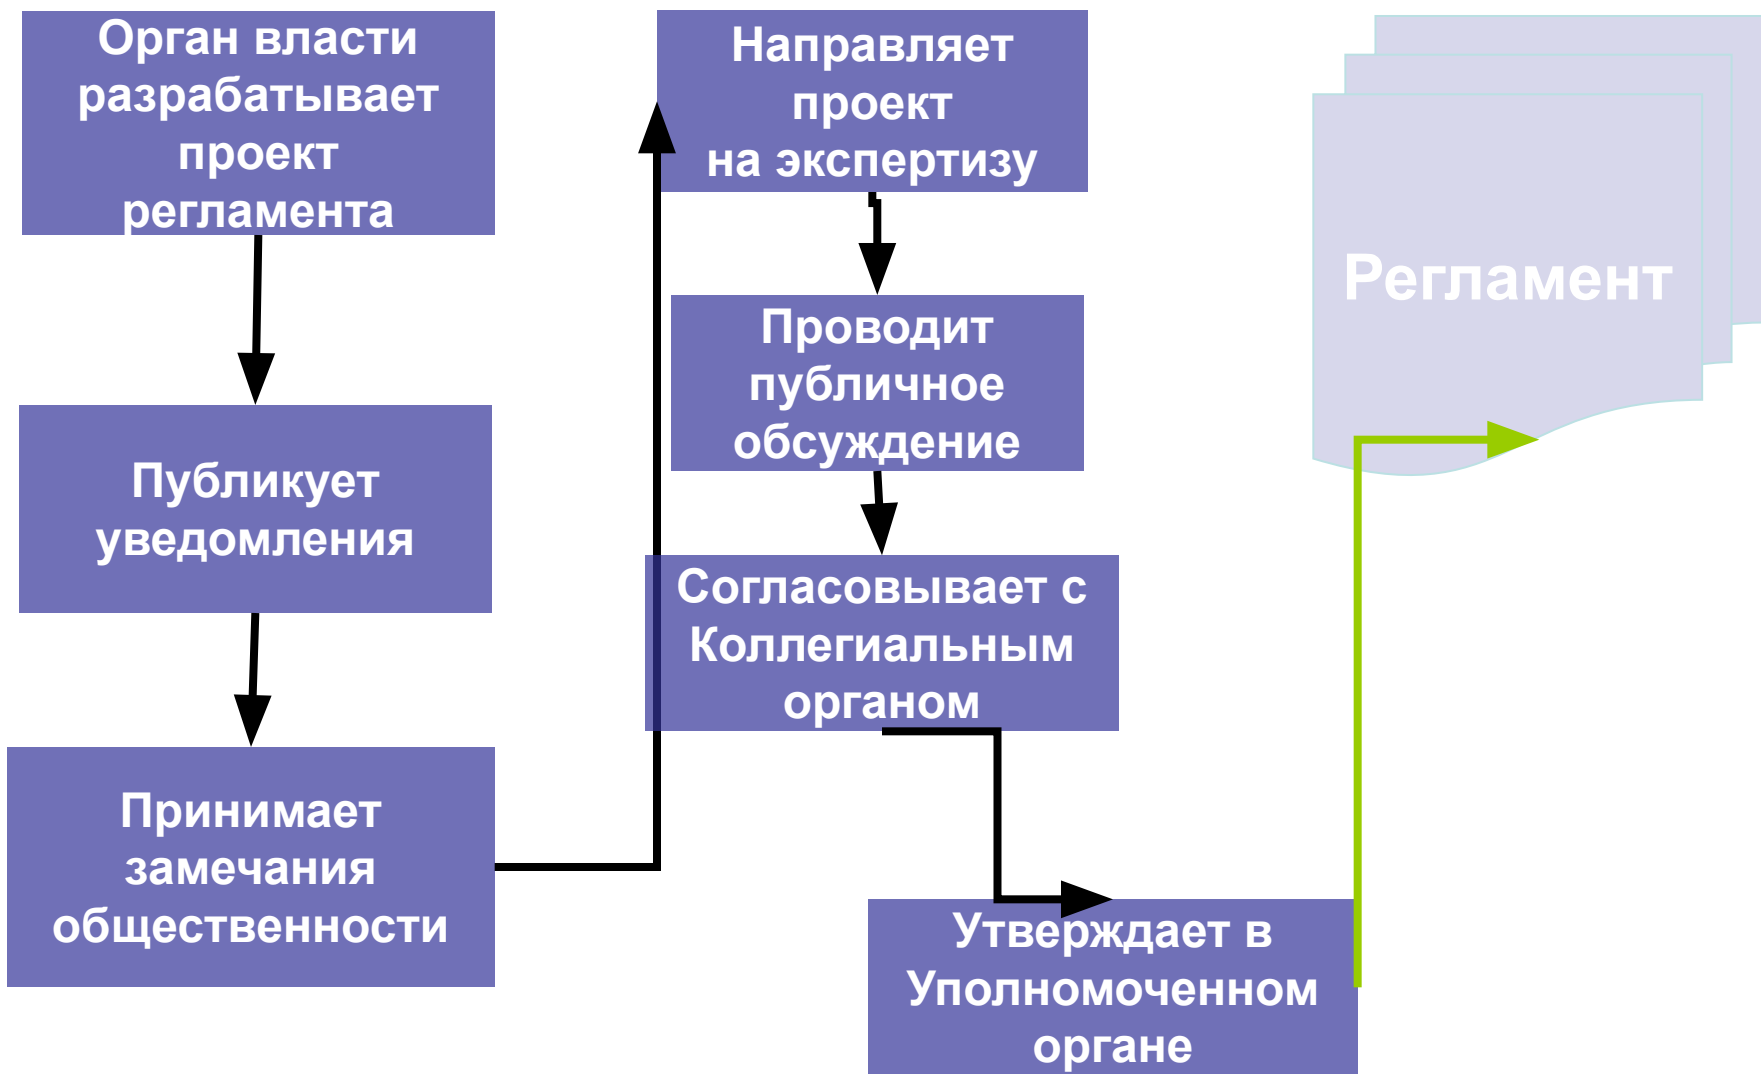 Орган власти
разрабатывает
проект
регламента
Публикует
уведомления
Принимает
замечания
общественности
Направляет
проект
на экспертизу
Проводит
публичное
обсуждение
Согласовывает с
Коллегиальным
органом
Утверждает в
Уполномоченном
органе
Регламент